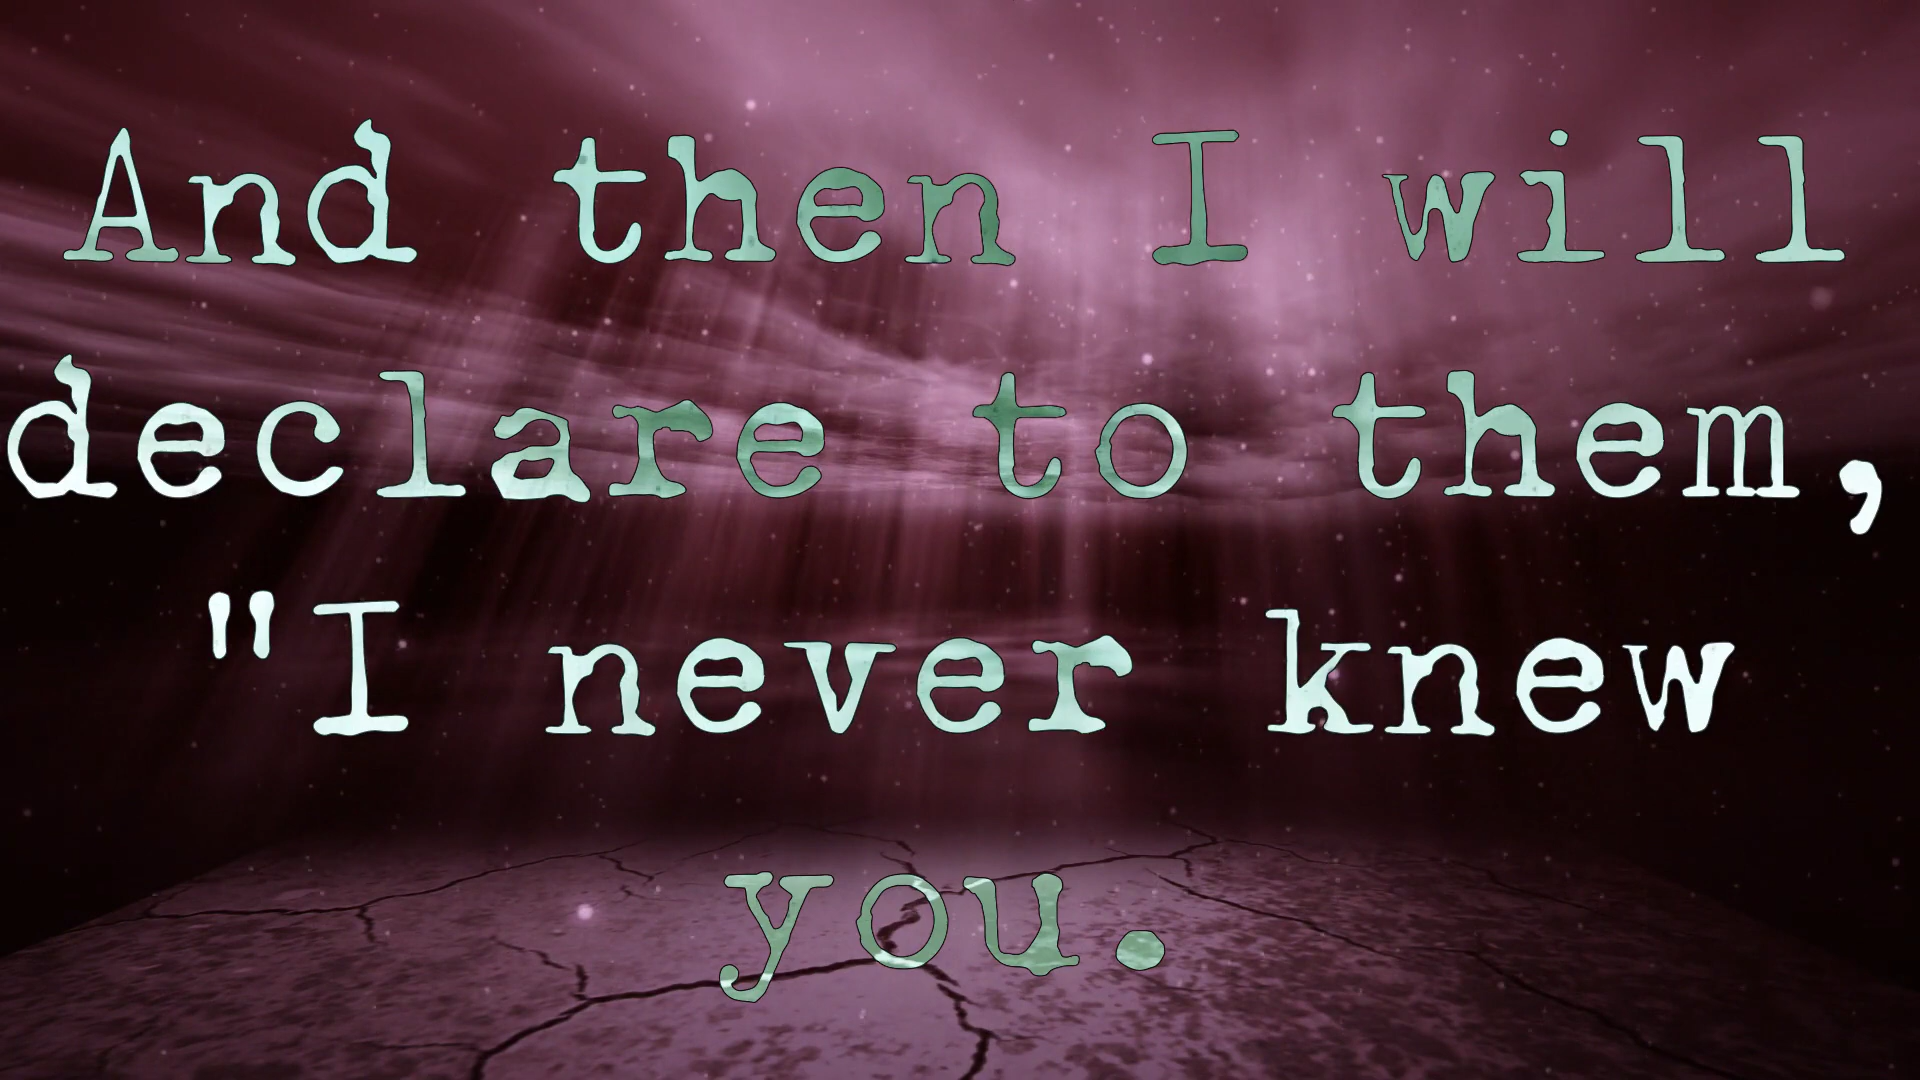 And then I will
declare to them,
"I never knew
you.